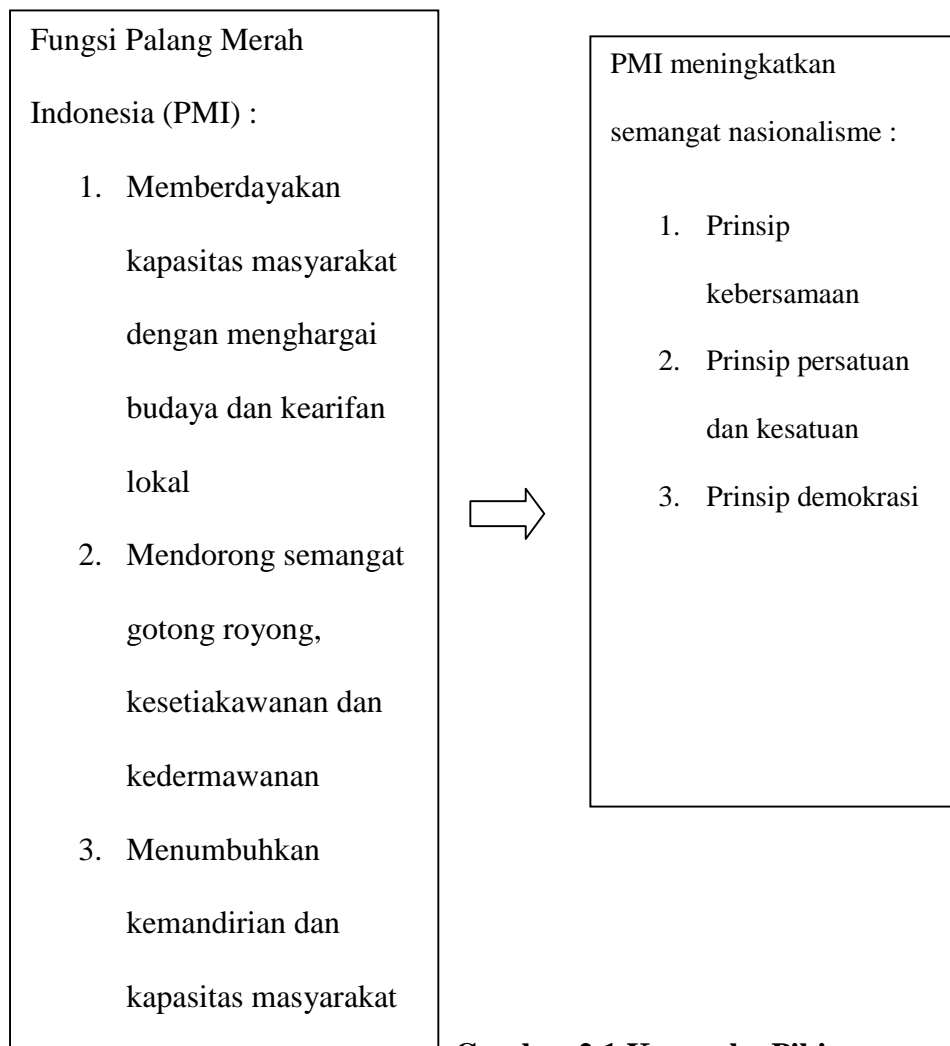 Fungsi Palang Merah
Indonesia (PMI) :
1. Memberdayakan
kapasitas masyarakat
dengan menghargai
budaya dan kearifan
lokal
2. Mendorong semangat
gotong royong,
kesetiakawanan dan
kedermawanan
3. Menumbuhkan
kemandirian dan
kapasitas masyarakat
PMI meningkatkan
semangat nasionalisme :
1. Prinsip
kebersamaan
2. Prinsip persatuan
dan kesatuan
3. Prinsip demokrasi